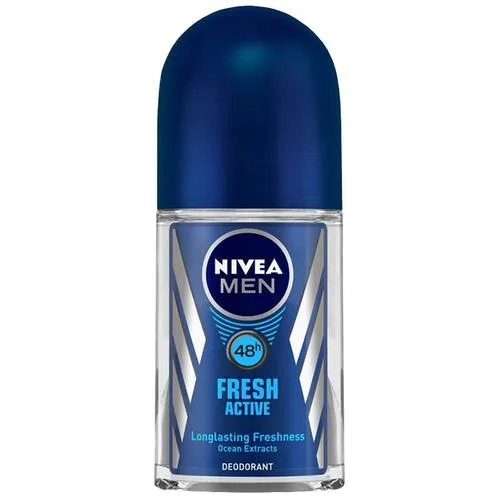 NIVEA
MEN
48h
FRESH
ACTIVE
Longlasting Freshness
Ocean Extracts
DEODORANT